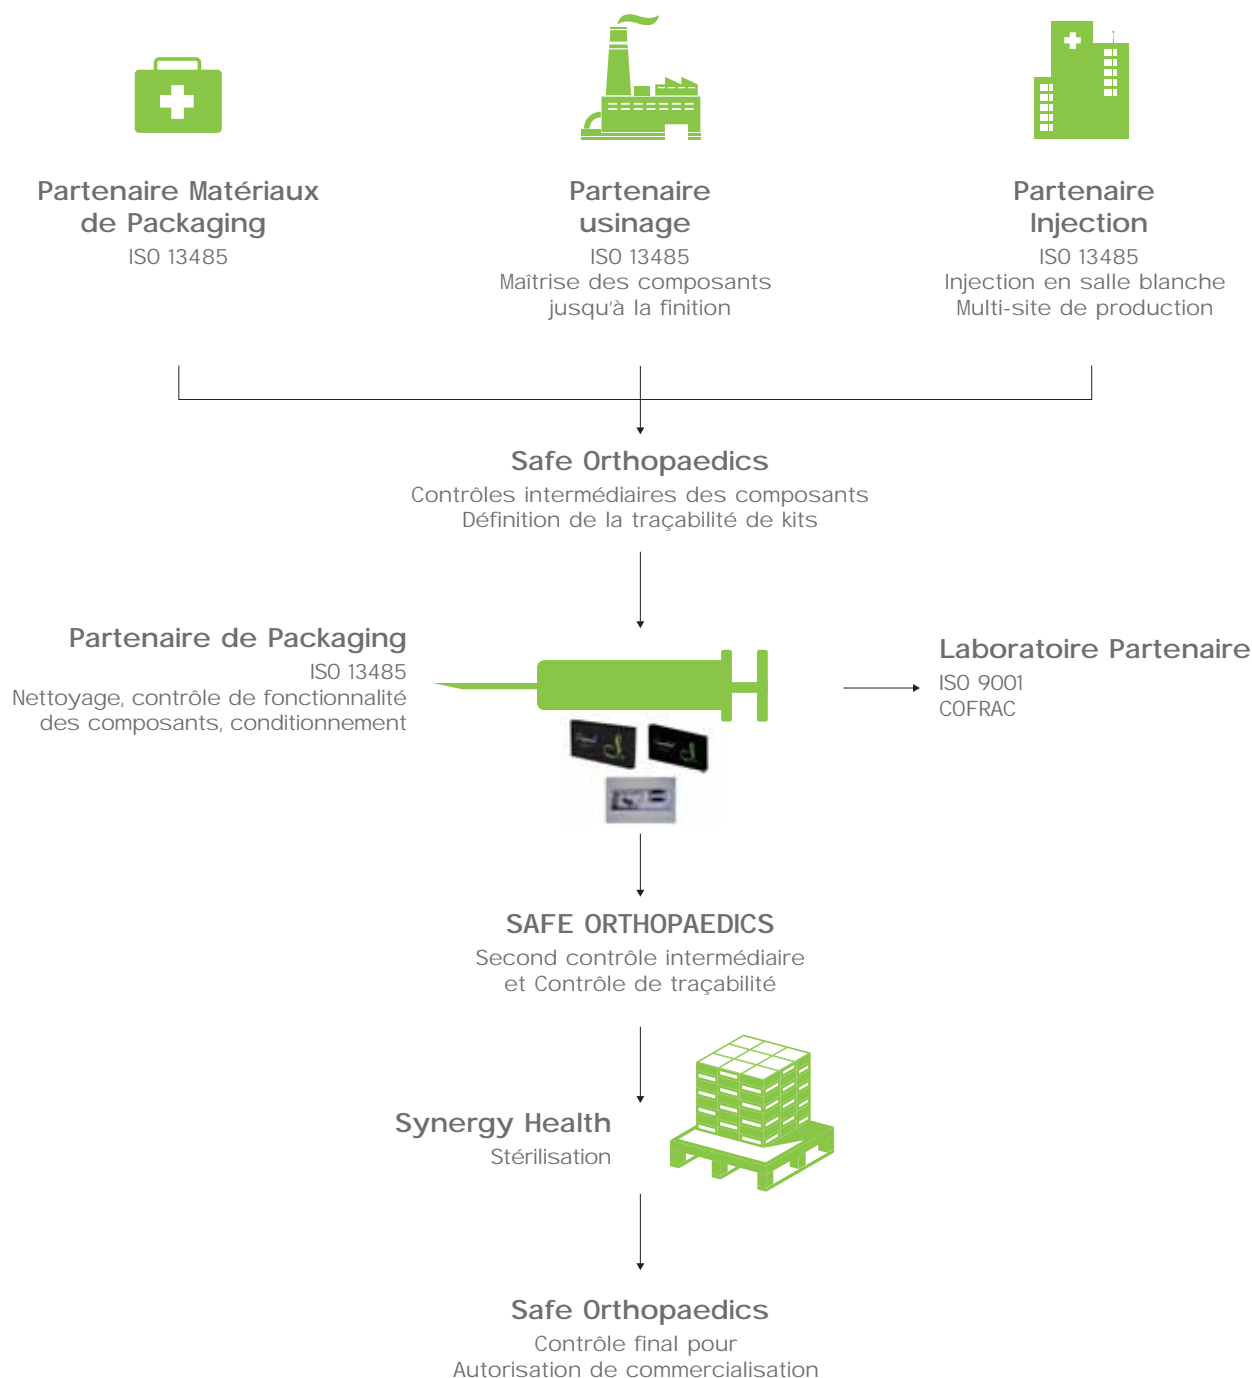 Partenaire Matériaux
de Packaging
ISO 13485
Partenaire
usinage
ISO 13485
Maîtrise des composants
jusqu'à la finition
Partenaire
Injection
ISO 13485
Injection en salle blanche
Multi-site de production
Safe Orthopaedics
Contrôles intermédiaires des composants
Définition de la traçabilité de kits
Partenaire de Packaging
ISO 13485
Nettoyage, contrôle de fonctionnalité
des composants, conditionnement
Laboratoire Partenaire
ISO 9001
COFRAC
SAFE ORTHOPAEDICS
Second contrôle intermédiaire
et Contrôle de traçabilité
Synergy Health
Stérilisation
Safe Orthopaedics
Contrôle final pour
Autorisation de commercialisation